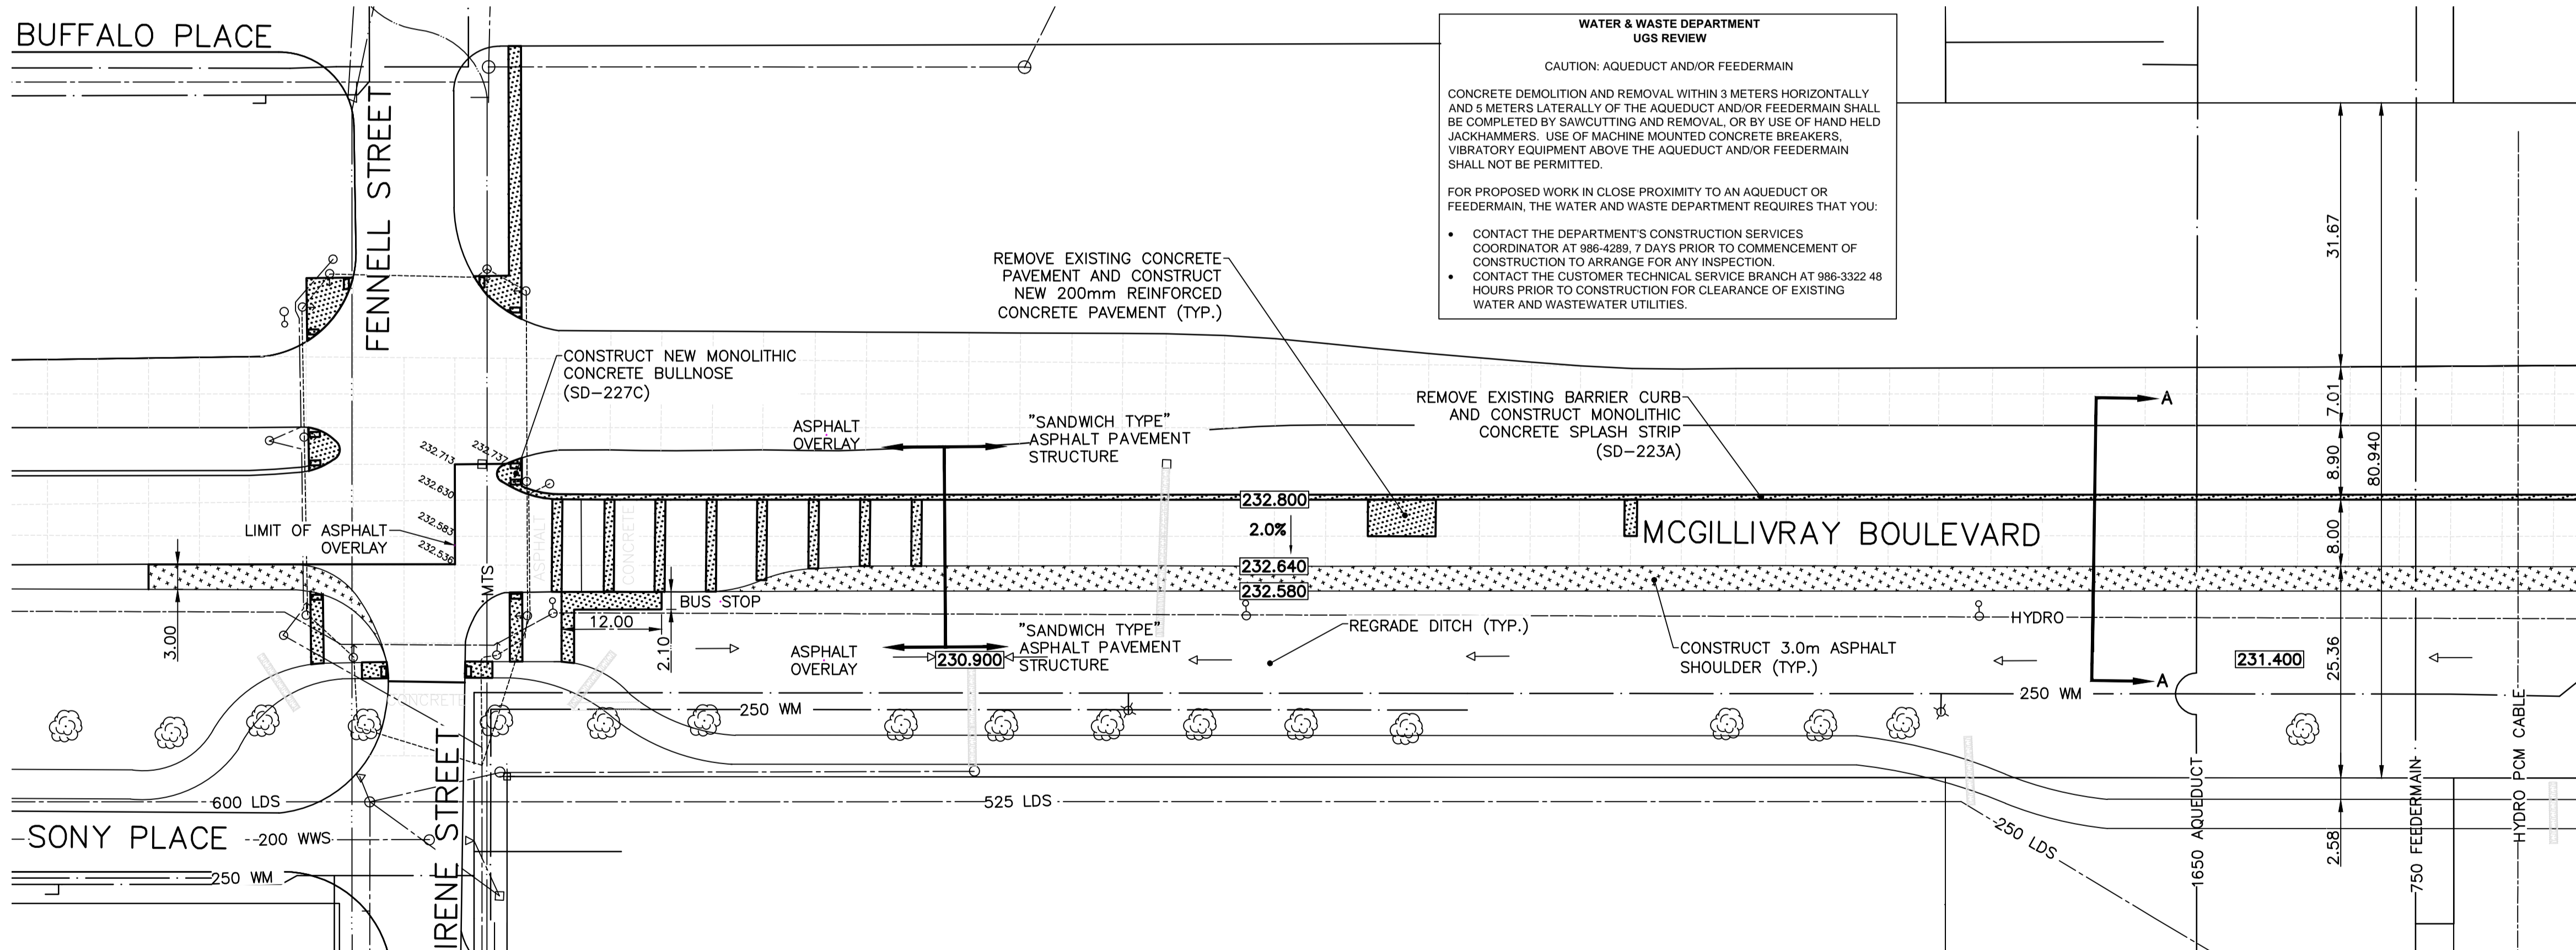 BUFFALO PLACE
FENNELL STREET
WATER & WASTE DEPARTMENT
UGS REVIEW
CAUTION: AQUEDUCT AND/OR FEEDERMAIN
CONCRETE DEMOLITION AND REMOVAL WITHIN 3 METERS HORIZONTALLY
AND 5 METERS LATERALLY OF THE AQUEDUCT AND/OR FEEDERMAIN SHALL
BE COMPLETED BY SAWCUTTING AND REMOVAL, OR BY USE OF HAND HELD
JACKHAMMERS. USE OF MACHINE MOUNTED CONCRETE BREAKERS,
VIBRATORY EQUIPMENT ABOVE THE AQUEDUCT AND/OR FEEDERMAIN
SHALL NOT BE PERMITTED.
FOR PROPOSED WORK IN CLOSE PROXIMITY TO AN AQUEDUCT OR
FEEDERMAIN, THE WATER AND WASTE DEPARTMENT REQUIRES THAT YOU:
• CONTACT THE DEPARTMENT'S CONSTRUCTION SERVICES
COORDINATOR AT 986-4289, 7 DAYS PRIOR TO COMMENCEMENT OF
CONSTRUCTION TO ARRANGE FOR ANY INSPECTION.
• CONTACT THE CUSTOMER TECHNICAL SERVICE BRANCH AT 986-3322 48
HOURS PRIOR TO CONSTRUCTION FOR CLEARANCE OF EXISTING
WATER AND WASTEWATER UTILITIES.
REMOVE EXISTING CONCRETE
PAVEMENT AND CONSTRUCT
NEW 200mm REINFORCED
CONCRETE PAVEMENT (TYP.)
CONSTRUCT NEW MONOLITHIC
CONCRETE BULLNOSE
(SD-227C)
REMOVE EXISTING BARRIER CURB
AND CONSTRUCT MONOLITHIC
CONCRETE SPLASH STRIP
(SD-223A)
ASPHALT
OVERLAY
"SANDWICH TYPE"
ASPHALT PAVEMENT
STRUCTURE
31.67
7.01
8.90
80.940
8.00
25.36
2.58
A
232.713
232.737
232.630
232.583
232.536
LIMIT OF ASPHALT
OVERLAY
MTS
ASPHALT
CONCRETE
232.800
2.0%
232.640
232.580
MCGILLIVRAY BOULEVARD
3.00
BUS STOP
12.00
2.10
HYDRO
REGRADE DITCH (TYP.)
ASPHALT
OVERLAY
"SANDWICH TYPE"
ASPHALT PAVEMENT
STRUCTURE
230.900
CONSTRUCT 3.0m ASPHALT
SHOULDER (TYP.)
231.400
A
CONCRETE
250 WM
250 WM
600 LDS
525 LDS
250 LDS
SONY PLACE
200 WWS
250 WM
IRENE STREET
1650 AQUEDUCT
750 FEEDERMAIN
HYDRO PCM CABLE